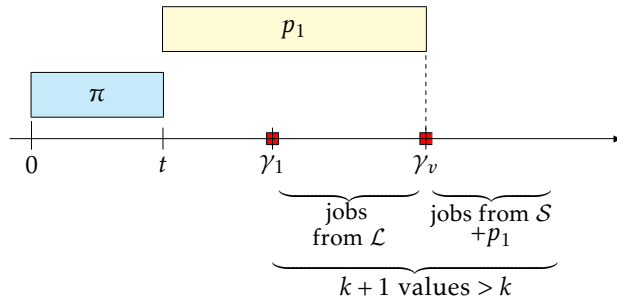 p₁
π
0 t γ₁ γᵥ
jobs jobs from 𝒮
from ℒ +p₁
k + 1 values > k